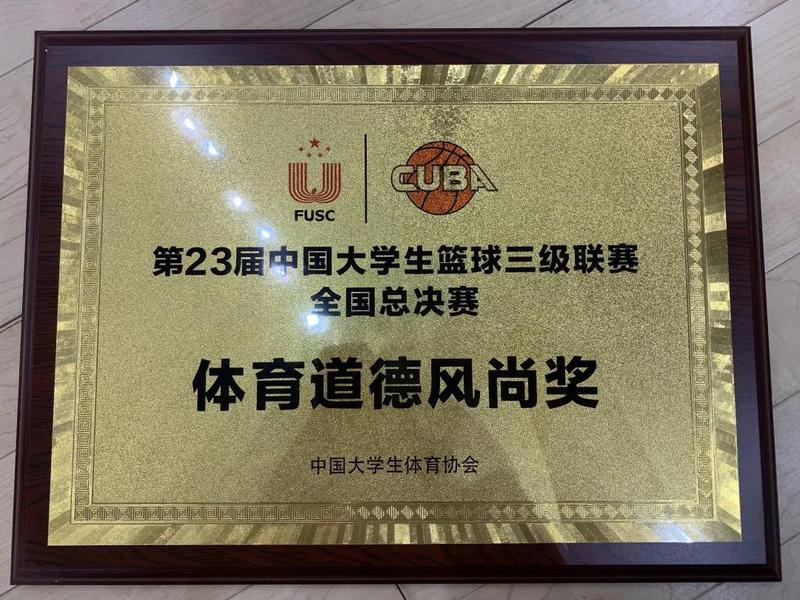 FUSC
CUBA
第23届中国大学生篮球三级联赛
全国总决赛
体育道德风尚奖
中国大学生体育协会